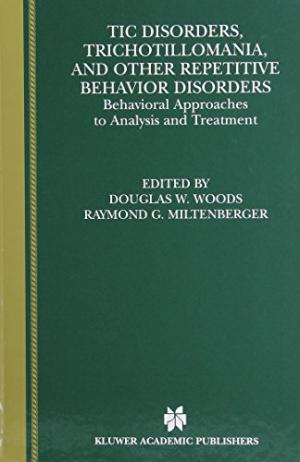 TIC DISORDERS,
TRICHOTILLOMANIA,
AND OTHER REPETITIVE
BEHAVIOR DISORDERS
Behavioral Approaches
to Analysis and Treatment
EDITED BY
DOUGLAS W. WOODS
RAYMOND G. MILTENBERGER
KLUWER ACADEMIC PUBLISHERS